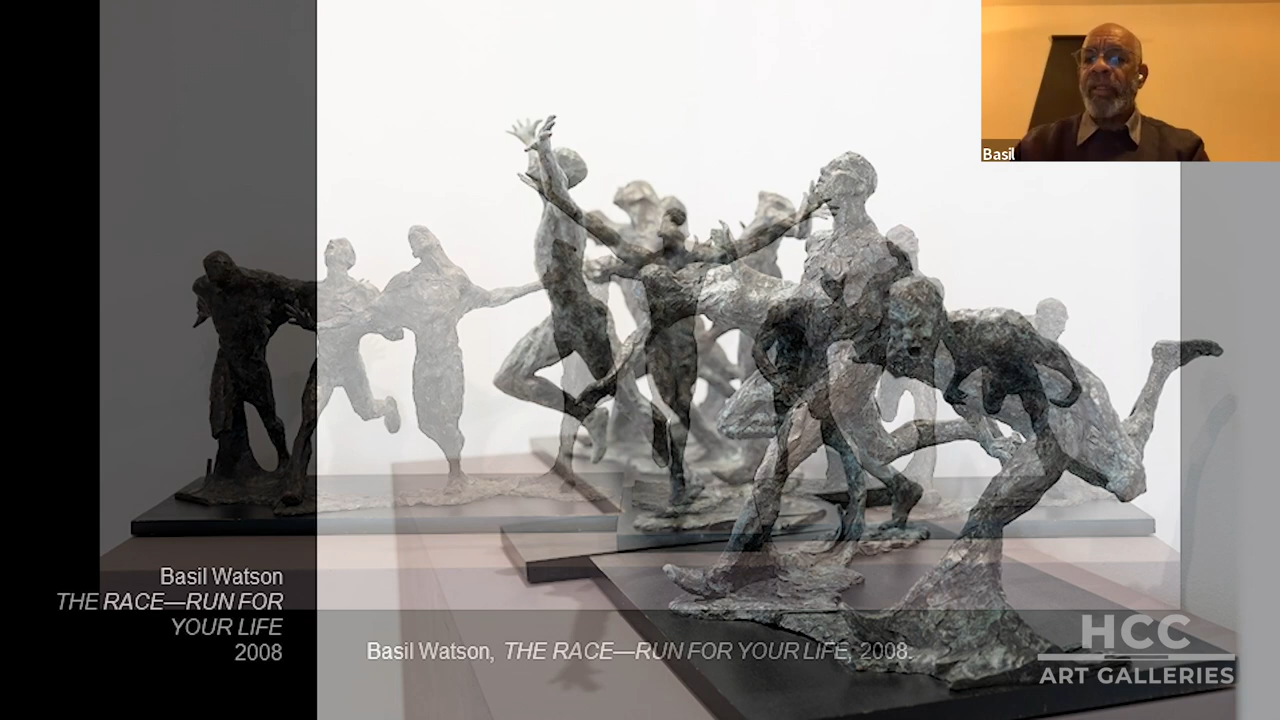 Basil
Basil Watson
THE RACE—RUN FOR
YOUR LIFE
2008
Basil Watson, THE RACE—RUN FOR YOUR LIFE, 2008.
HCC
ART GALLERIES